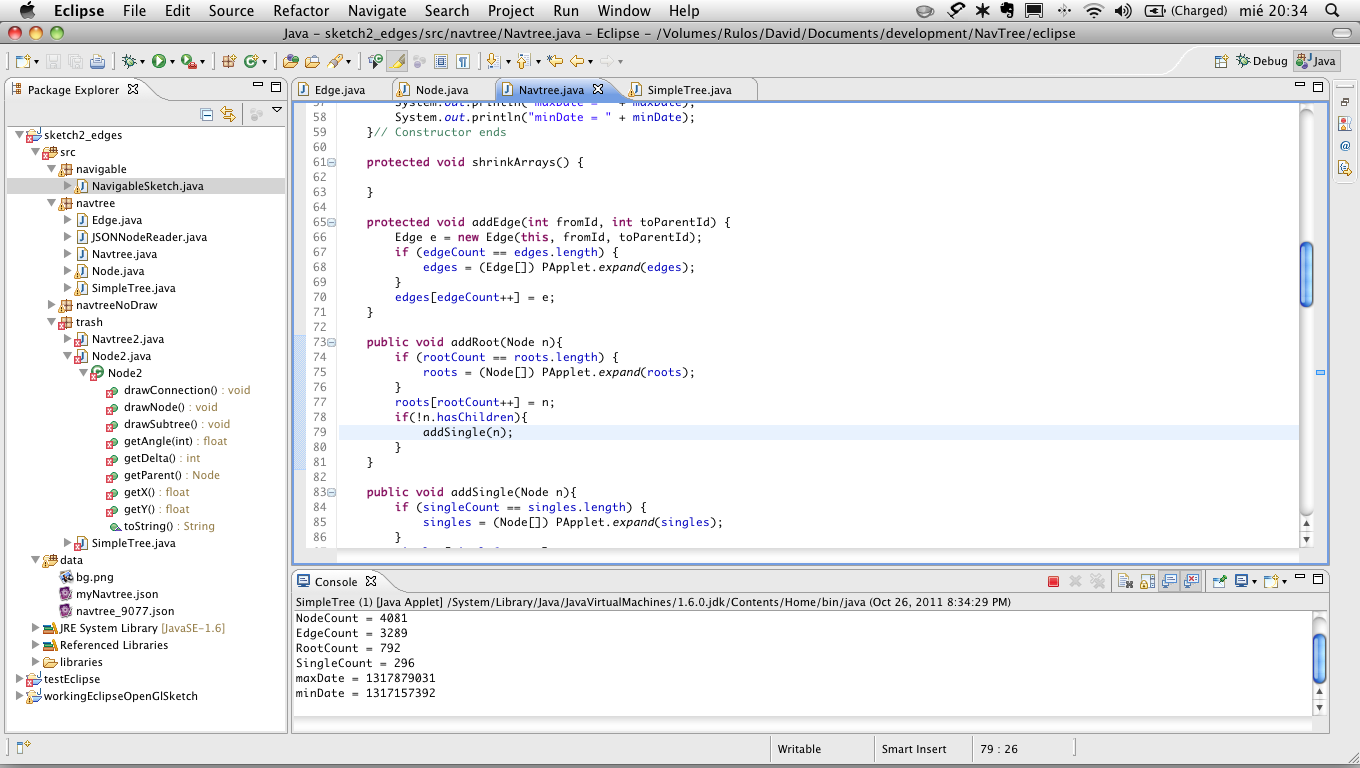 Eclipse File Edit Source Refactor Navigate Search Project Run Window Help (Charged) mié 20:34
Java – sketch2_edges/src/navtree/Navtree.java – Eclipse – /Volumes/Rulos/David/Documents/development/NavTree/eclipse
Debug Java
Package Explorer
sketch2_edges
src
navigable
NavigableSketch.java
navtree
Edge.java
JSONNodeReader.java
Navtree.java
Node.java
SimpleTree.java
navtreeNoDraw
trash
Navtree2.java
Node2.java
Node2
drawConnection() : void
drawNode() : void
drawSubtree() : void
getAngle(int) : float
getDelta() : int
getParent() : Node
getX() : float
getY() : float
toString() : String
SimpleTree.java
data
bg.png
myNavtree.json
navtree_9077.json
JRE System Library [JavaSE-1.6]
Referenced Libraries
libraries
testEclipse
workingEclipseOpenGlSketch
Edge.java Node.java Navtree.java SimpleTree.java
57 System.out.println("maxDate = " + maxDate);
58 System.out.println("minDate = " + minDate);
59 }// Constructor ends
60
61 protected void shrinkArrays() {
62
63 }
64
65 protected void addEdge(int fromId, int toParentId) {
66 Edge e = new Edge(this, fromId, toParentId);
67 if (edgeCount == edges.length) {
68 edges = (Edge[]) PApplet.expand(edges);
69 }
70 edges[edgeCount++] = e;
71 }
72
73 public void addRoot(Node n){
74 if (rootCount == roots.length) {
75 roots = (Node[]) PApplet.expand(roots);
76 }
77 roots[rootCount++] = n;
78 if(!n.hasChildren){
79 addSingle(n);
80 }
81 }
82
83 public void addSingle(Node n){
84 if (singleCount == singles.length) {
85 singles = (Node[]) PApplet.expand(singles);
86 }
Console
SimpleTree (1) [Java Applet] /System/Library/Java/JavaVirtualMachines/1.6.0.jdk/Contents/Home/bin/java (Oct 26, 2011 8:34:29 PM)
NodeCount = 4081
EdgeCount = 3289
RootCount = 792
SingleCount = 296
maxDate = 1317879031
minDate = 1317157392
Writable Smart Insert 79 : 26